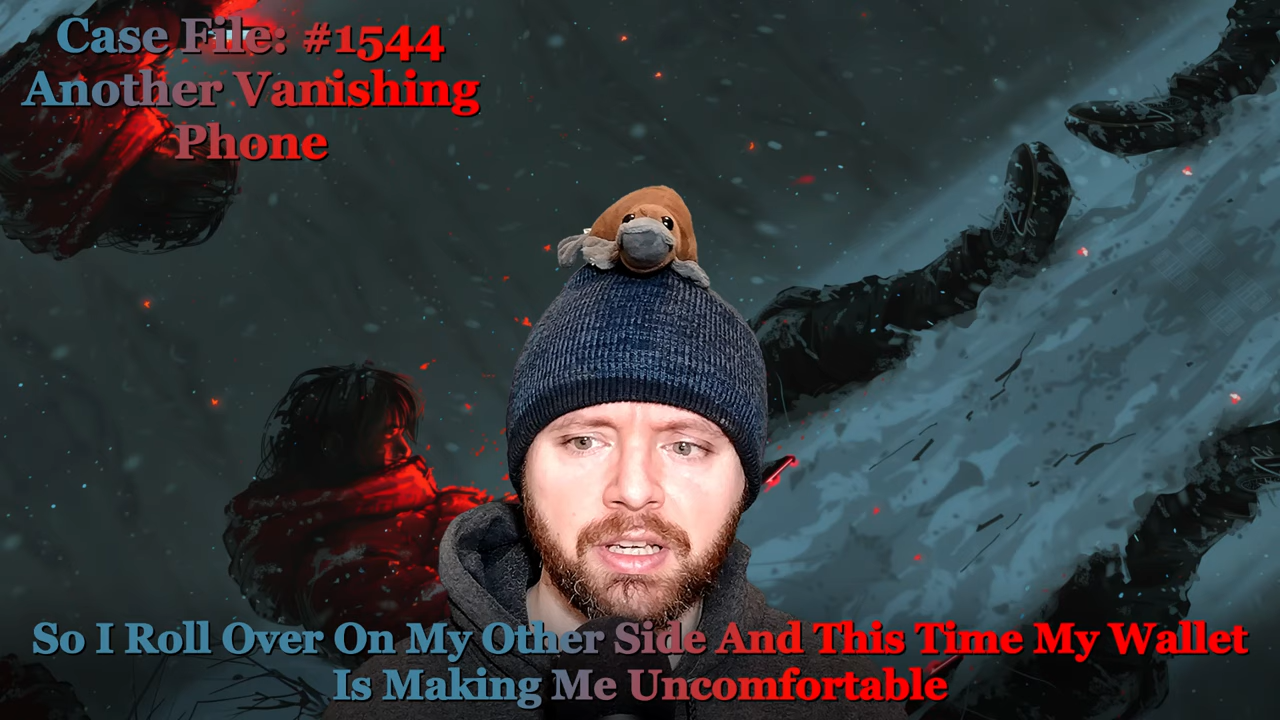 Case File: #1544
Another Vanishing
Phone
So I Roll Over On My Other Side And This Time My Wallet
Is Making Me Uncomfortable